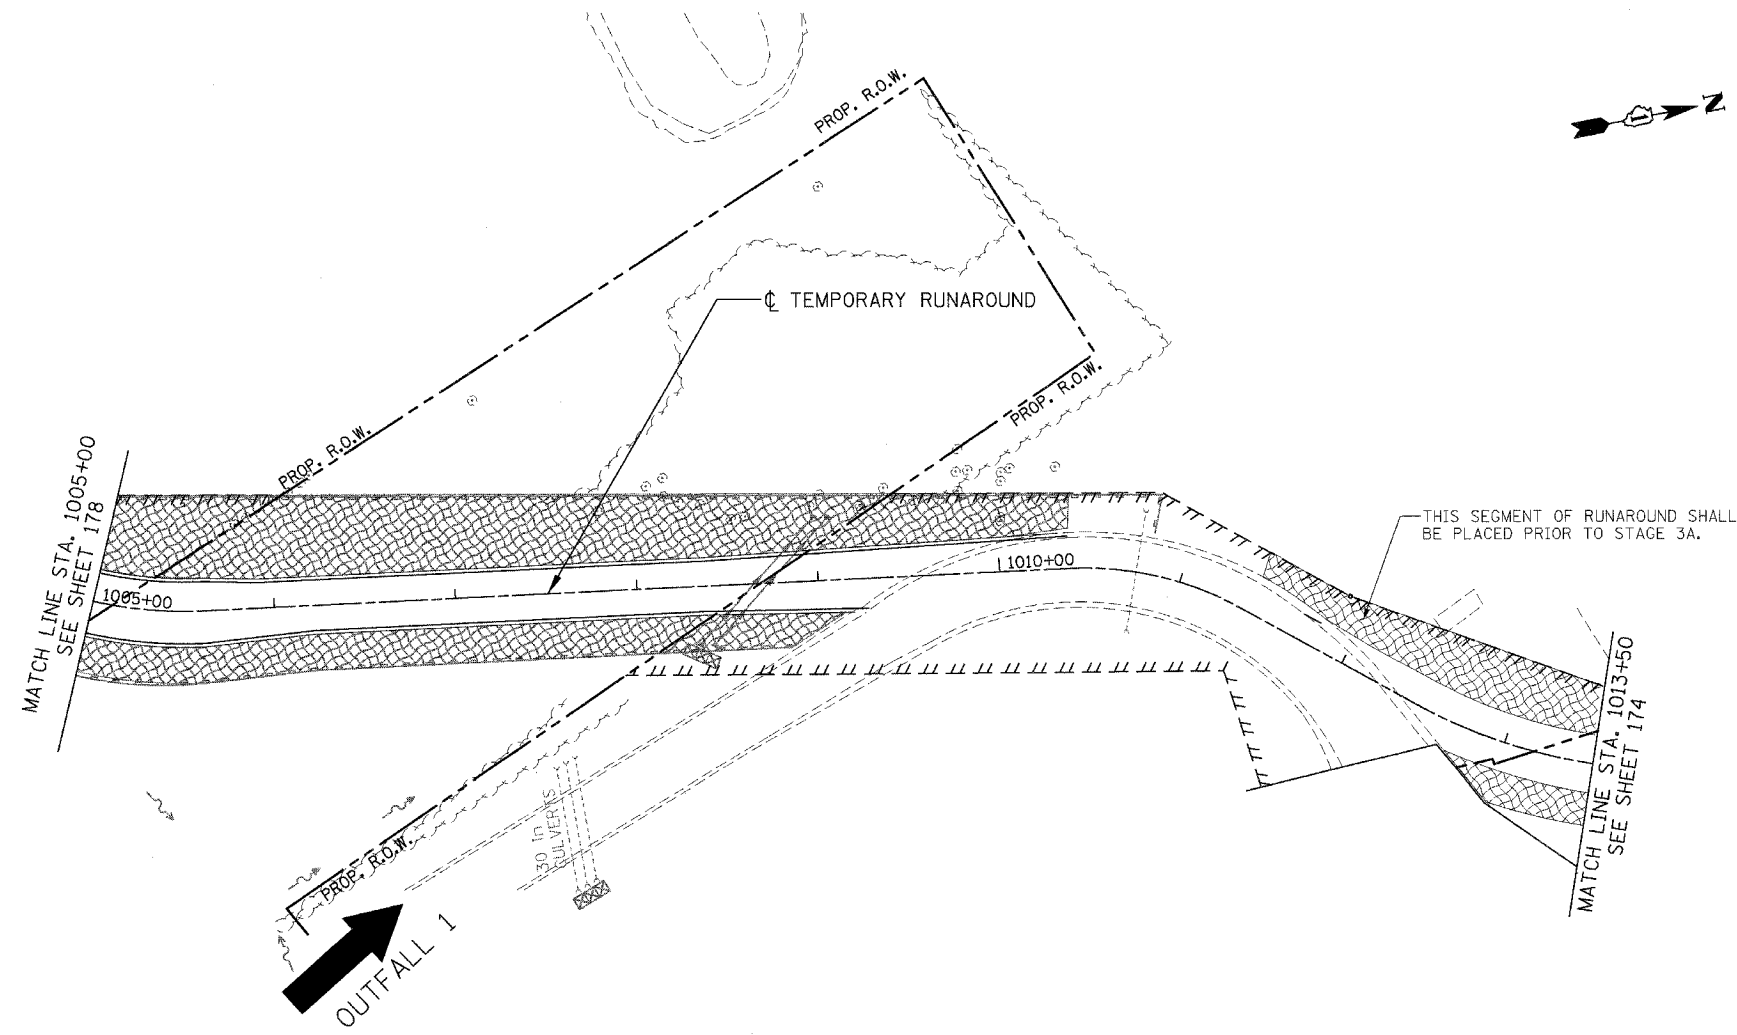 PROP. R.O.W.
N
1
℄ TEMPORARY RUNAROUND
PROP. R.O.W.
PROP. R.O.W.
MATCH LINE STA. 1005+00
SEE SHEET 178
THIS SEGMENT OF RUNAROUND SHALL
BE PLACED PRIOR TO STAGE 3A.
1005+00
1010+00
MATCH LINE STA. 1013+50
SEE SHEET 174
30 In
CULVERTS
PROP. R.O.W.
OUTFALL 1